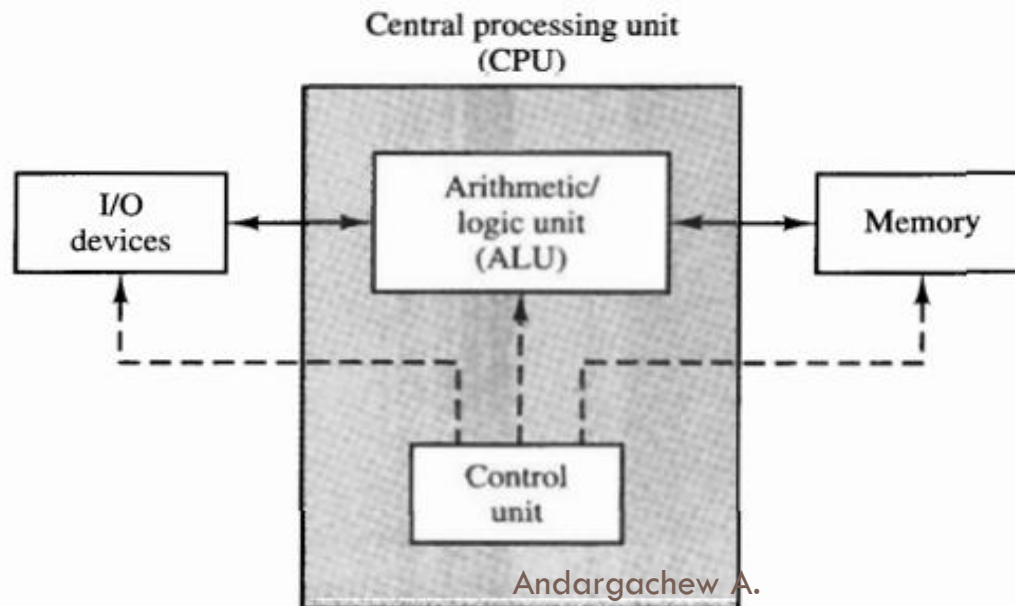 Central processing unit
(CPU)
I/O
devices
Arithmetic/
logic unit
(ALU)
Memory
Control
unit
Andargachew A.